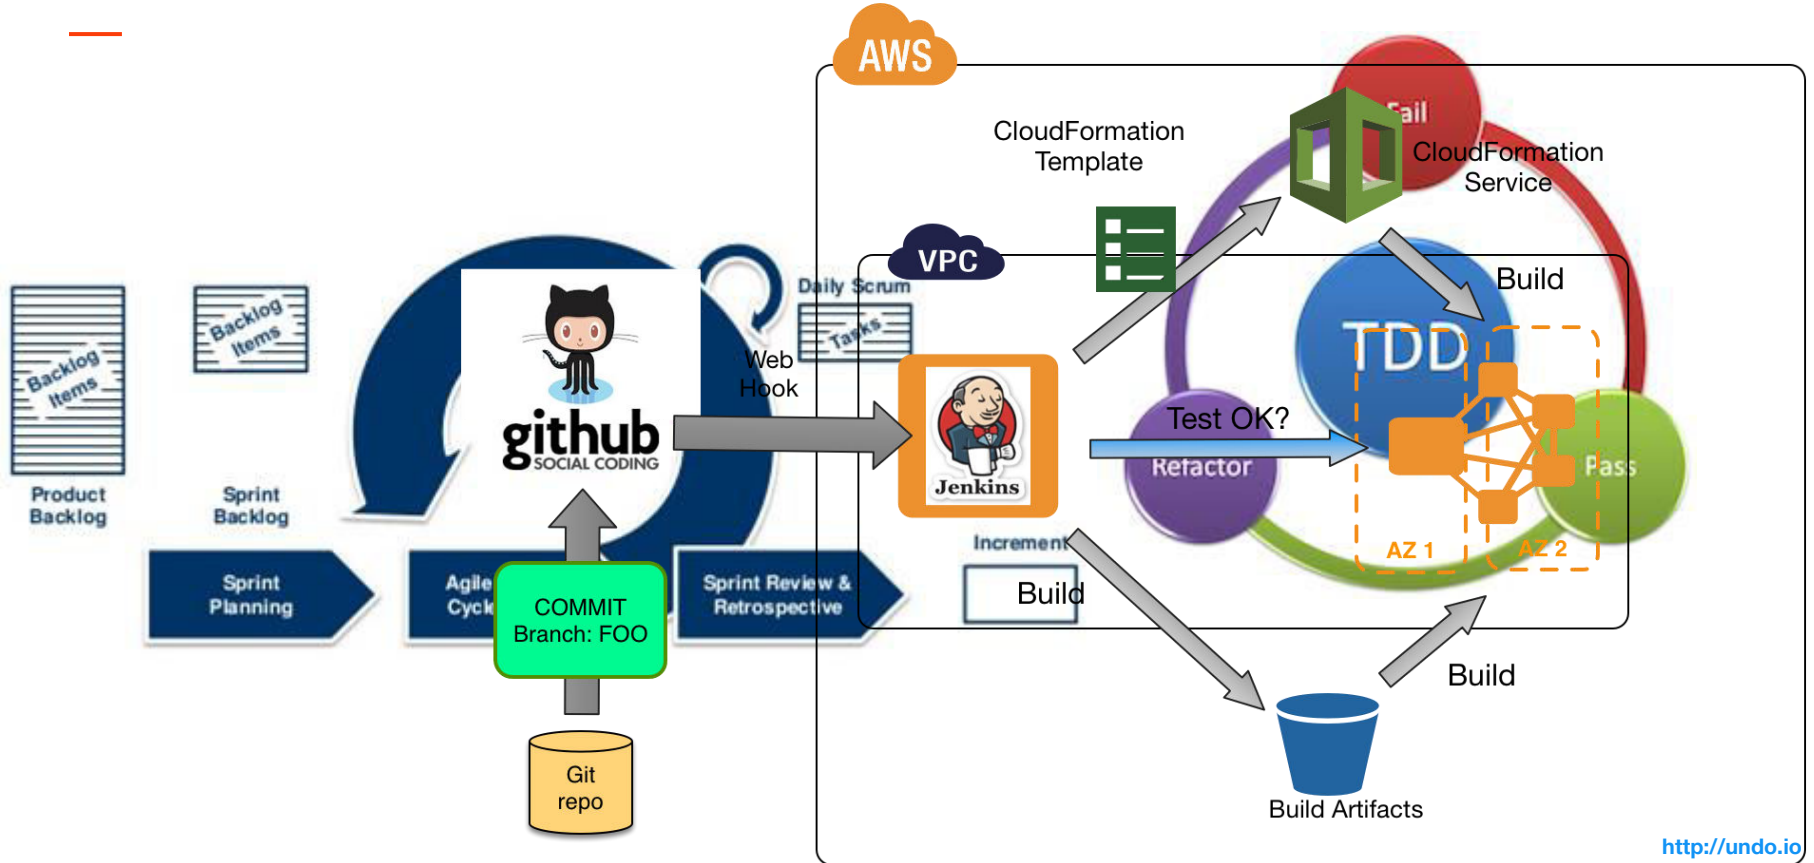 AWS
Fail
CloudFormation
Template
CloudFormation
Service
VPC
Build
Daily Scrum
Tasks
Backlog
Items
Backlog
Items
TDD
Web
Hook
github
SOCIAL CODING
Jenkins
Test OK?
Refactor
Pass
Product
Backlog
Sprint
Backlog
AZ 1
AZ 2
Increment
Build
Sprint
Planning
Agile
Cycle
Sprint Review &
Retrospective
COMMIT
Branch: FOO
Build
Git
repo
Build Artifacts
http://undo.io